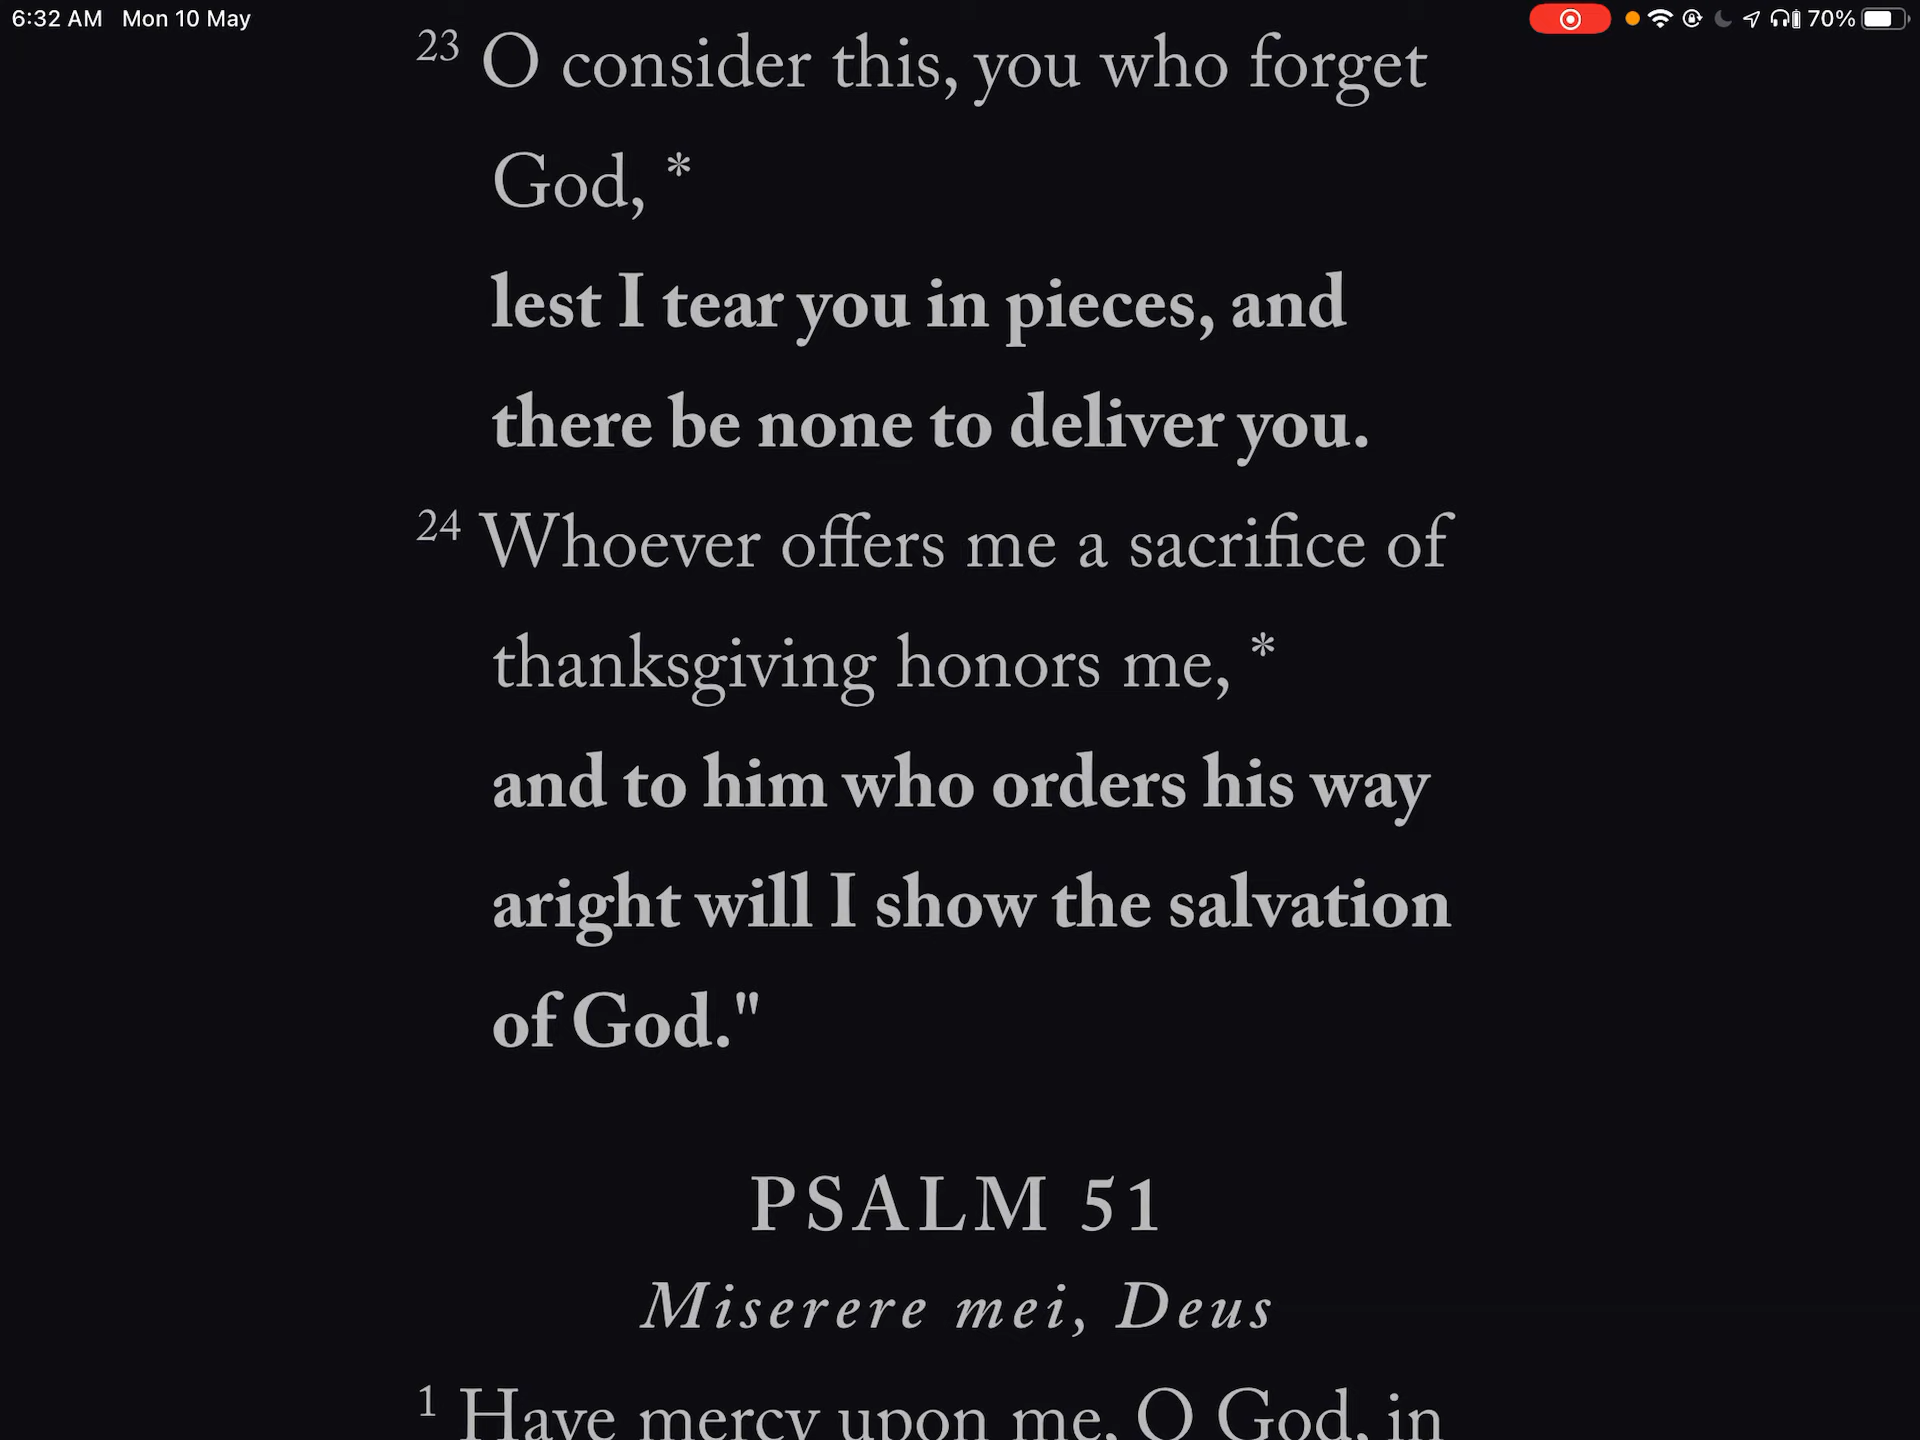 6:32 AM Mon 10 May 70%
23 O consider this, you who forget
God, *
lest I tear you in pieces, and
there be none to deliver you.
24 Whoever offers me a sacrifice of
thanksgiving honors me, *
and to him who orders his way
aright will I show the salvation
of God."
PSALM 51
Miserere mei, Deus
1 Have mercy upon me, O God, in